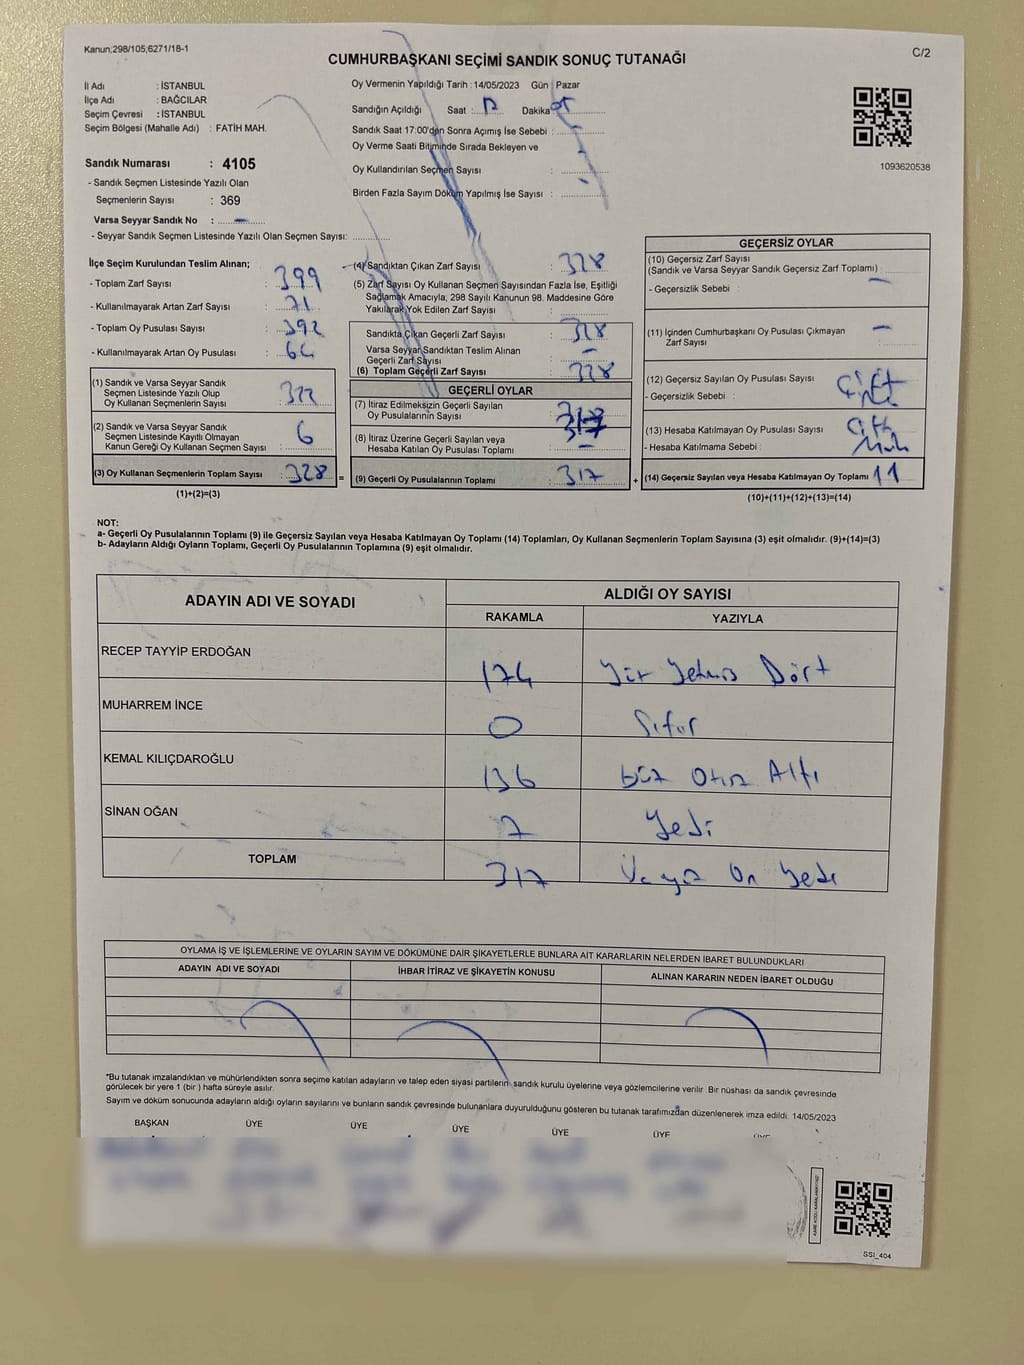 Kanun;298/105;6271/18-1
C/2
CUMHURBAŞKANI SEÇİMİ SANDIK SONUÇ TUTANAĞI
İl Adı : İSTANBUL
İlçe Adı : BAĞCILAR
Seçim Çevresi : İSTANBUL
Seçim Bölgesi (Mahalle Adı) : FATİH MAH.
Sandık Numarası : 4105
- Sandık Seçmen Listesinde Yazılı Olan
Seçmenlerin Sayısı : 369
Varsa Seyyar Sandık No : -
- Seyyar Sandık Seçmen Listesinde Yazılı Olan Seçmen Sayısı:
Oy Vermenin Yapıldığı Tarih :14/05/2023 Gün : Pazar
Sandığın Açıldığı Saat : 17 Dakika 05
Sandık Saat 17:00'den Sonra Açımış İse Sebebi :
Oy Verme Saati Bitiminde Sırada Bekleyen ve
Oy Kullandırılan Seçmen Sayısı :
Birden Fazla Sayım Döküm Yapılmış İse Sayısı : -
1093620538
İlçe Seçim Kurulundan Teslim Alınan;
- Toplam Zarf Sayısı : 399
- Kullanılmayarak Artan Zarf Sayısı : 71
- Toplam Oy Pusulası Sayısı : 392
- Kullanılmayarak Artan Oy Pusulası : 64
(1) Sandık ve Varsa Seyyar Sandık
Seçmen Listesinde Yazılı Olup
Oy Kullanan Seçmenlerin Sayısı : 322
(2) Sandık ve Varsa Seyyar Sandık
Seçmen Listesinde Kayıtlı Olmayan
Kanun Gereği Oy Kullanan Seçmen Sayısı : 6
(3) Oy Kullanan Seçmenlerin Toplam Sayısı : 328 =
(1)+(2)=(3)
(4) Sandıktan Çıkan Zarf Sayısı : 328
(5) Zarf Sayısı Oy Kullanan Seçmen Sayısından Fazla İse, Eşitliği
Sağlamak Amacıyla; 298 Sayılı Kanunun 98. Maddesine Göre
Yakılarak Yok Edilen Zarf Sayısı :
Sandıkta Çıkan Geçerli Zarf Sayısı : 328
Varsa Seyyar Sandıktan Teslim Alınan
Geçerli Zarf Sayısı : -
(6) Toplam Geçerli Zarf Sayısı : 328
GEÇERLİ OYLAR
(7) İtiraz Edilmeksizin Geçerli Sayılan
Oy Pusulalarının Sayısı : 317
(8) İtiraz Üzerine Geçerli Sayılan veya
Hesaba Katılan Oy Pusulası Toplamı : -
(9) Geçerli Oy Pusulalarının Toplamı : 317 +
GEÇERSİZ OYLAR
(10) Geçersiz Zarf Sayısı
(Sandık ve Varsa Seyyar Sandık Geçersiz Zarf Toplamı)
- Geçersizlik Sebebi : -
(11) İçinden Cumhurbaşkanı Oy Pusulası Çıkmayan
Zarf Sayısı : -
(12) Geçersiz Sayılan Oy Pusulası Sayısı
- Geçersizlik Sebebi : Çift
(13) Hesaba Katılmayan Oy Pusulası Sayısı
- Hesaba Katılmama Sebebi : Çift
(14) Geçersiz Sayılan veya Hesaba Katılmayan Oy Toplamı 11
(10)+(11)+(12)+(13)=(14)
NOT:
a- Geçerli Oy Pusulalarının Toplamı (9) ile Geçersiz Sayılan veya Hesaba Katılmayan Oy Toplamı (14) Toplamları, Oy Kullanan Seçmenlerin Toplam Sayısına (3) eşit olmalıdır. (9)+(14)=(3)
b- Adayların Aldığı Oyların Toplamı, Geçerli Oy Pusulalarının Toplamına (9) eşit olmalıdır.
ADAYIN ADI VE SOYADI
ALDIĞI OY SAYISI
RAKAMLA YAZIYLA
RECEP TAYYİP ERDOĞAN 174 Yüz Yetmiş Dört
MUHARREM İNCE 0 Sıfır
KEMAL KILIÇDAROĞLU 136 Yüz Otuz Altı
SİNAN OĞAN 7 Yedi
TOPLAM 317 Üç yüz On Yedi
OYLAMA İŞ VE İŞLEMLERİNE VE OYLARIN SAYIM VE DÖKÜMÜNE DAİR ŞİKAYETLERLE BUNLARA AİT KARARLARIN NELERDEN İBARET BULUNDUKLARI
ADAYIN ADI VE SOYADI İHBAR İTİRAZ VE ŞİKAYETİN KONUSU ALINAN KARARIN NEDEN İBARET OLDUĞU
*Bu tutanak imzalandıktan ve mühürlendikten sonra seçime katılan adayların ve talep eden siyasi partilerin sandık kurulu üyelerine veya gözlemcilerine verilir. Bir nüshası da sandık çevresinde
görülecek bir yere 1 (bir ) hafta süreyle asılır.
Sayım ve döküm sonucunda adayların aldığı oyların sayılarını ve bunların sandık çevresinde bulunanlara duyurulduğunu gösteren bu tutanak tarafımızdan düzenlenerek imza edildi. 14/05/2023
BAŞKAN ÜYE ÜYE ÜYE ÜYE ÜYE ÜYE
SSI_404